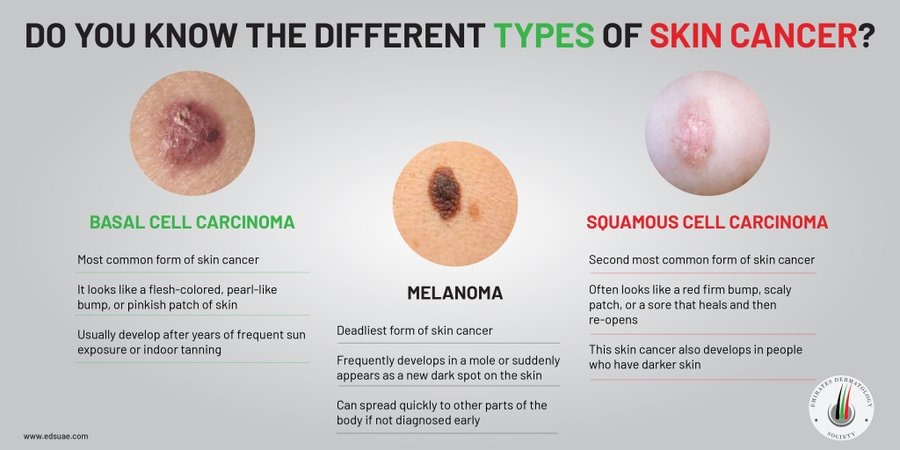 DO YOU KNOW THE DIFFERENT TYPES OF SKIN CANCER?
BASAL CELL CARCINOMA
Most common form of skin cancer
It looks like a flesh-colored, pearl-like
bump, or pinkish patch of skin
Usually develop after years of frequent sun
exposure or indoor tanning
MELANOMA
Deadliest form of skin cancer
Frequently develops in a mole or suddenly
appears as a new dark spot on the skin
Can spread quickly to other parts of the
body if not diagnosed early
SQUAMOUS CELL CARCINOMA
Second most common form of skin cancer
Often looks like a red firm bump, scaly
patch, or a sore that heals and then
re-opens
This skin cancer also develops in people
who have darker skin
www.edsuae.com
EMIRATES DERMATOLOGY
SOCIETY